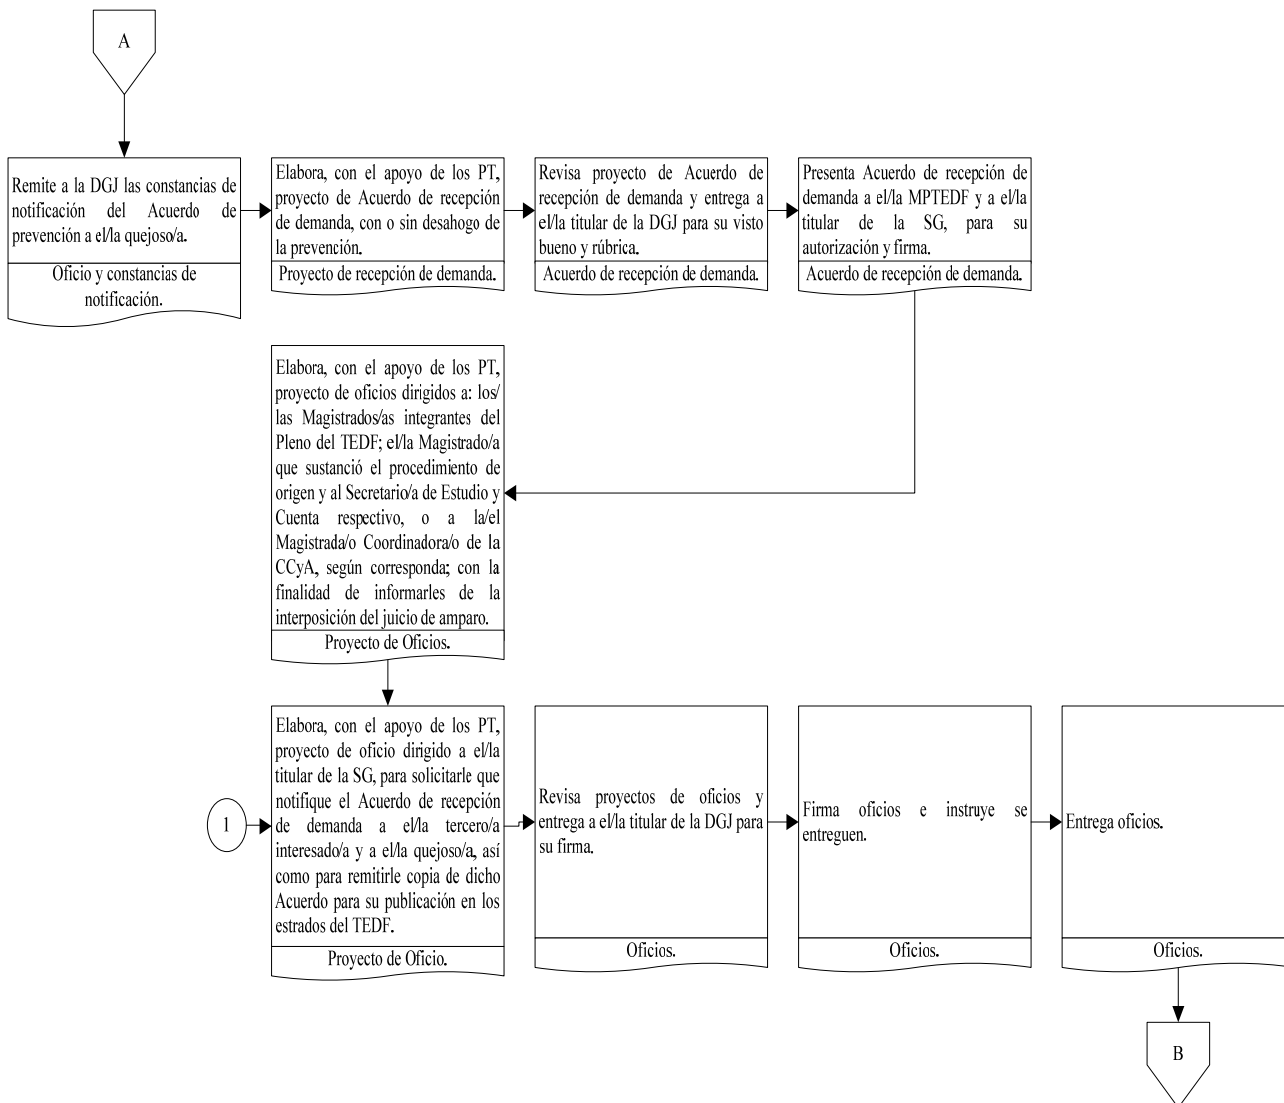 A
Remite a la DGJ las constancias de
notificación del Acuerdo de
prevención a el/la quejoso/a.
Oficio y constancias de
notificación.
Elabora, con el apoyo de los PT,
proyecto de Acuerdo de recepción
de demanda, con o sin desahogo de
la prevención.
Proyecto de recepción de demanda.
Revisa proyecto de Acuerdo de
recepción de demanda y entrega a
el/la titular de la DGJ para su visto
bueno y rúbrica.
Acuerdo de recepción de demanda.
Presenta Acuerdo de recepción de
demanda a el/la MPTEDF y a el/la
titular de la SG, para su
autorización y firma.
Acuerdo de recepción de demanda.
Elabora, con el apoyo de los PT,
proyecto de oficios dirigidos a: los/
las Magistrados/as integrantes del
Pleno del TEDF; el/la Magistrado/a
que sustanció el procedimiento de
origen y al Secretario/a de Estudio y
Cuenta respectivo, o a la/el
Magistrada/o Coordinadora/o de la
CCyA, según corresponda; con la
finalidad de informarles de la
interposición del juicio de amparo.
Proyecto de Oficios.
1
Elabora, con el apoyo de los PT,
proyecto de oficio dirigido a el/la
titular de la SG, para solicitarle que
notifique el Acuerdo de recepción
de demanda a el/la tercero/a
interesado/a y a el/la quejoso/a, así
como para remitirle copia de dicho
Acuerdo para su publicación en los
estrados del TEDF.
Proyecto de Oficio.
Revisa proyectos de oficios y
entrega a el/la titular de la DGJ para
su firma.
Oficios.
Firma oficios e instruye se
entreguen.
Oficios.
Entrega oficios.
Oficios.
B